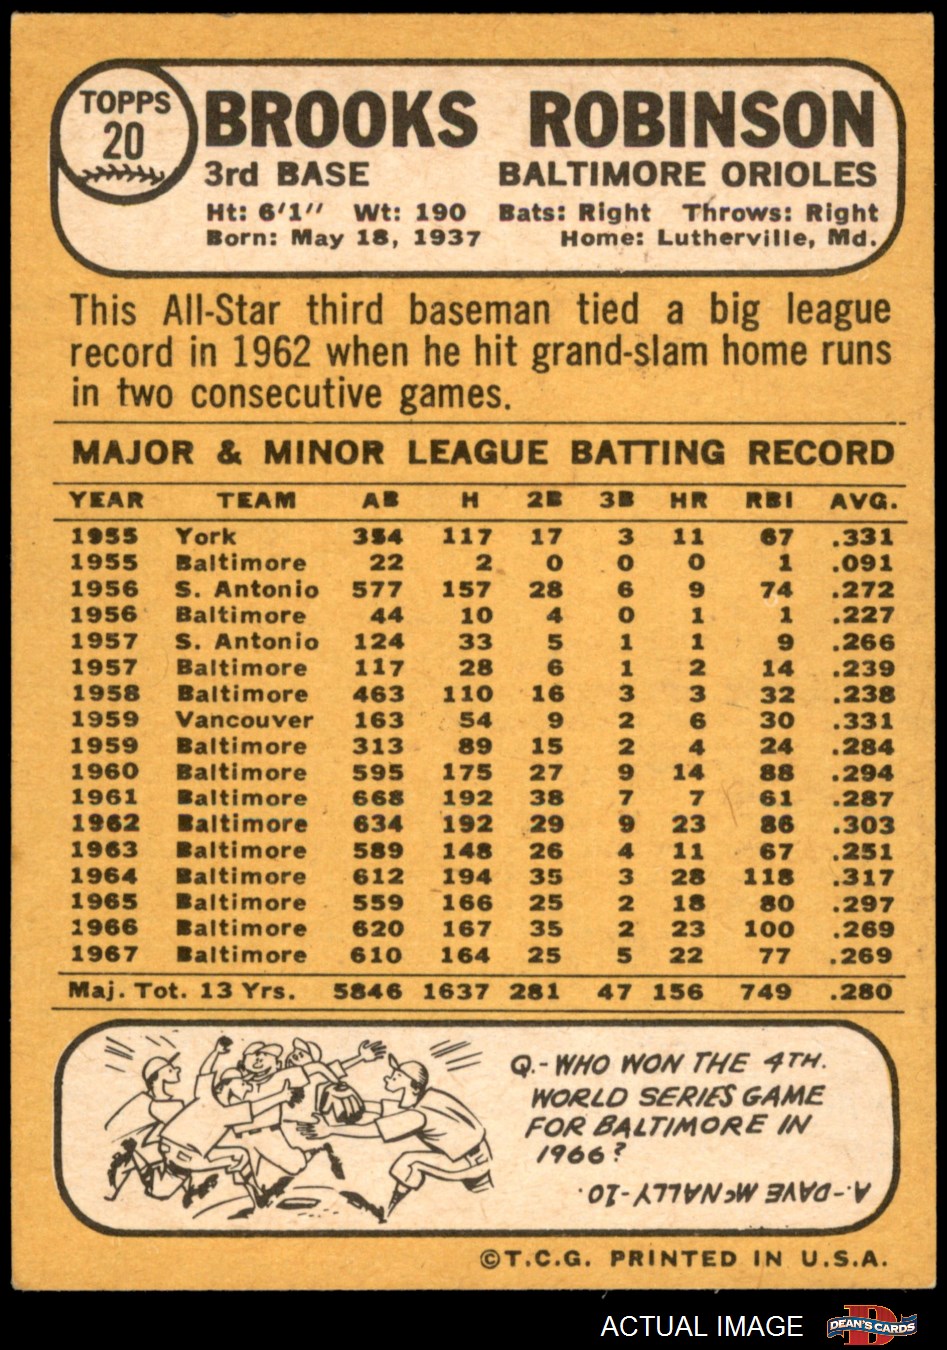 TOPPS
20
BROOKS ROBINSON
3rd BASE BALTIMORE ORIOLES
Ht: 6'1'' Wt: 190 Bats: Right Throws: Right
Born: May 18, 1937 Home: Lutherville, Md.
This All-Star third baseman tied a big league
record in 1962 when he hit grand-slam home runs
in two consecutive games.
MAJOR & MINOR LEAGUE BATTING RECORD
YEAR TEAM AB H 2B 3B HR RBI AVG.
1955 York 354 117 17 3 11 67 .331
1955 Baltimore 22 2 0 0 0 1 .091
1956 S. Antonio 577 157 28 6 9 74 .272
1956 Baltimore 44 10 4 0 1 1 .227
1957 S. Antonio 124 33 5 1 1 9 .266
1957 Baltimore 117 28 6 1 2 14 .239
1958 Baltimore 463 110 16 3 3 32 .238
1959 Vancouver 163 54 9 2 6 30 .331
1959 Baltimore 313 89 15 2 4 24 .284
1960 Baltimore 595 175 27 9 14 88 .294
1961 Baltimore 668 192 38 7 7 61 .287
1962 Baltimore 634 192 29 9 23 86 .303
1963 Baltimore 589 148 26 4 11 67 .251
1964 Baltimore 612 194 35 3 28 118 .317
1965 Baltimore 559 166 25 2 18 80 .297
1966 Baltimore 620 167 35 2 23 100 .269
1967 Baltimore 610 164 25 5 22 77 .269
Maj. Tot. 13 Yrs. 5846 1637 281 47 156 749 .280
Q.-WHO WON THE 4TH.
WORLD SERIES GAME
FOR BALTIMORE IN
1966?
A.-DAVE McNALLY-10.
©T.C.G. PRINTED IN U.S.A.
ACTUAL IMAGE
D
DEAN'S CARDS